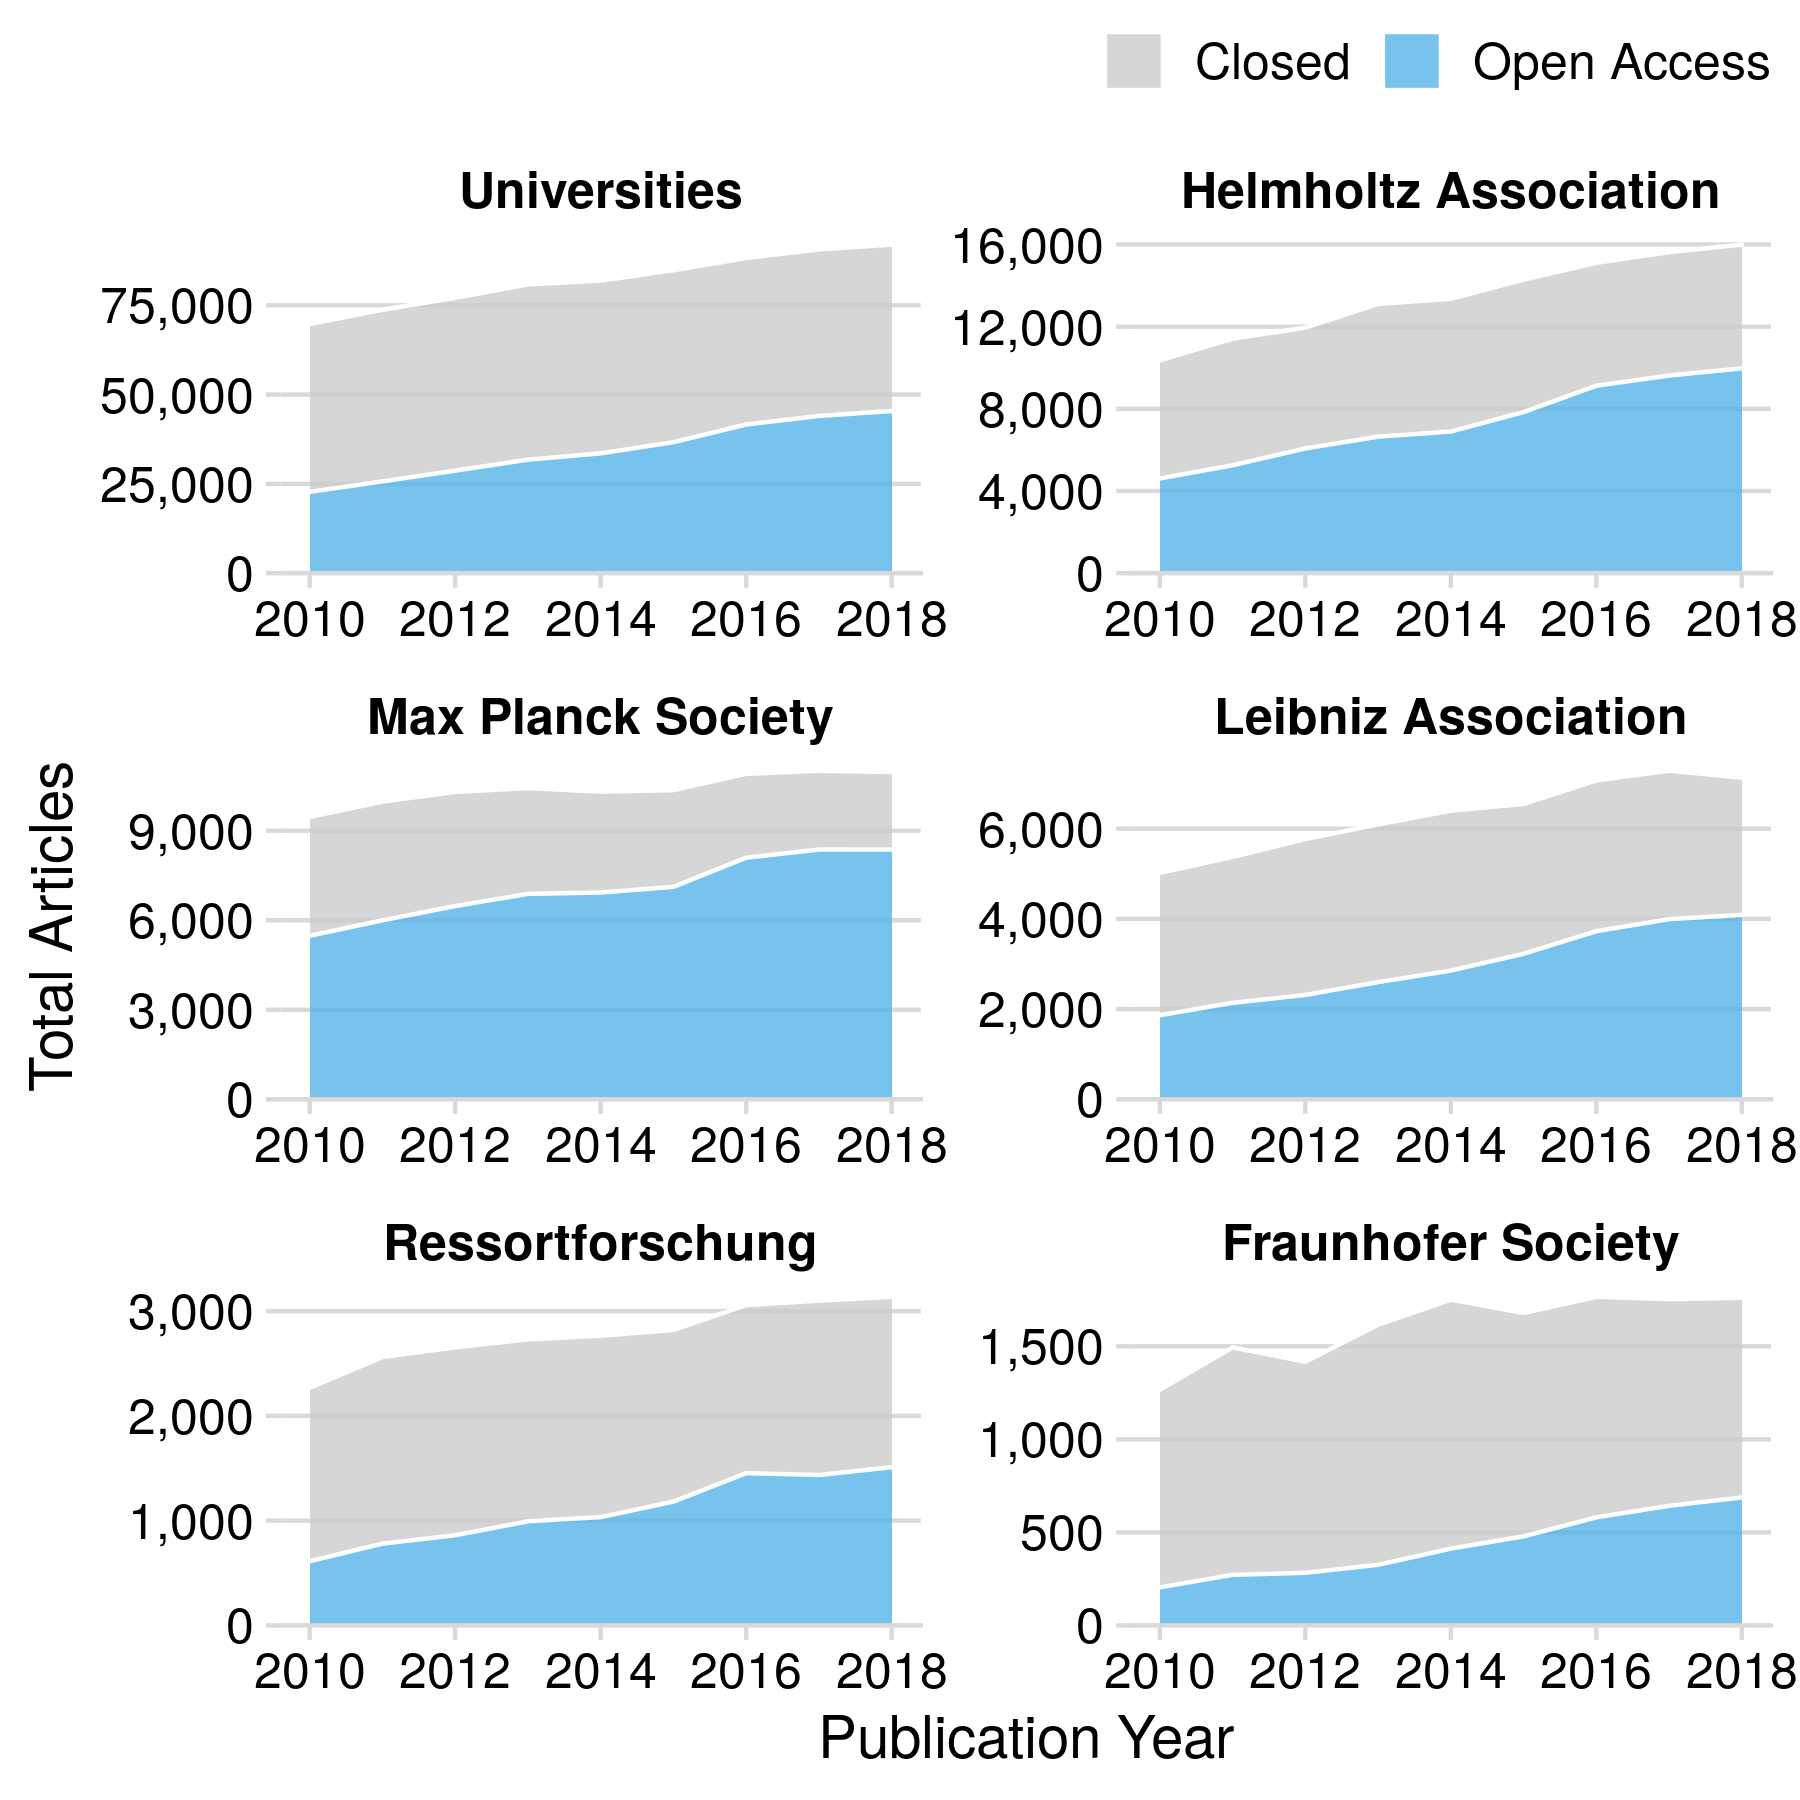 Closed Open Access
Universities
75,000
50,000
25,000
0
2010 2012 2014 2016 2018
Helmholtz Association
16,000
12,000
8,000
4,000
0
2010 2012 2014 2016 2018
Total Articles
Max Planck Society
9,000
6,000
3,000
0
2010 2012 2014 2016 2018
Leibniz Association
6,000
4,000
2,000
0
2010 2012 2014 2016 2018
Ressortforschung
3,000
2,000
1,000
0
2010 2012 2014 2016 2018
Fraunhofer Society
1,500
1,000
500
0
2010 2012 2014 2016 2018
Publication Year